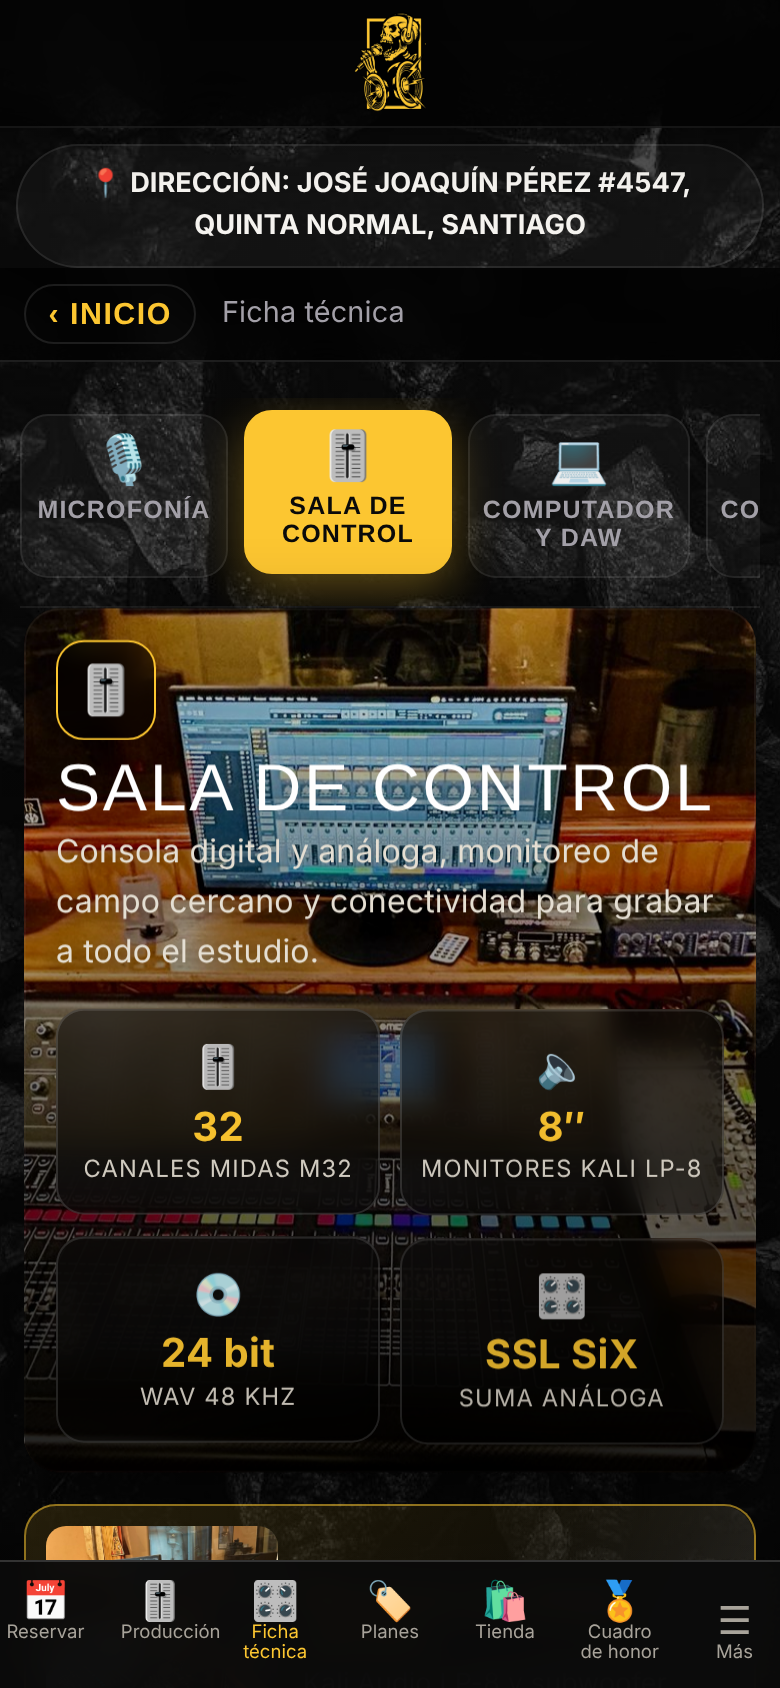 DIRECCIÓN: JOSÉ JOAQUÍN PÉREZ #4547,
QUINTA NORMAL, SANTIAGO
‹ INICIO
Ficha técnica
MICROFONÍA
SALA DE
CONTROL
COMPUTADOR
Y DAW
CO
SALA DE CONTROL
Consola digital y análoga, monitoreo de
campo cercano y conectividad para grabar
a todo el estudio.
32
CANALES MIDAS M32
8″
MONITORES KALI LP-8
24 bit
WAV 48 KHZ
SSL SiX
SUMA ANÁLOGA
July
17
Reservar
Producción
Ficha
técnica
Planes
Tienda
Cuadro
de honor
Más